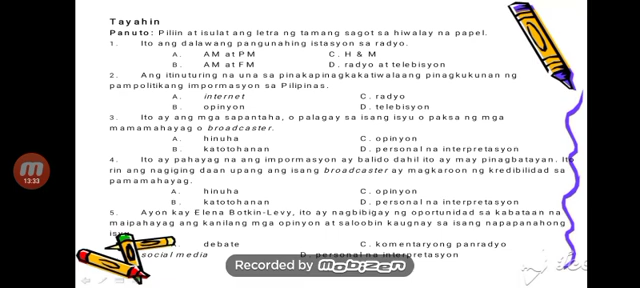 Tayahin
Panuto: Piliin at isulat ang letra ng tamang sagot sa hiwalay na papel.
1. Ito ang dalawang pangunahing istasyon sa radyo.
A. AM at PM C. H & M
B. AM at FM D. radyo at telebisyon
2. Ang itinuturing na una sa pinakapinagkakatiwalaang pinagkukunan ng
pampolitikang impormasyon sa Pilipinas.
A. internet C. radyo
B. opinyon D. telebisyon
3. Ito ay ang mga sapantaha, o palagay sa isang isyu o paksa ng mga
mamamahayag o broadcaster.
A. hinuha C. opinyon
B. katotohanan D. personal na interpretasyon
4. Ito ay pahayag na ang impormasyon ay balido dahil ito ay may pinagbatayan. Ito
rin ang nagiging daan upang ang isang broadcaster ay magkaroon ng kredibilidad sa
pamamahayag.
A. hinuha C. opinyon
B. katotohanan D. personal na interpretasyon
5. Ayon kay Elena Botkin-Levy, ito ay nagbibigay ng oportunidad sa kabataan na
maipahayag ang kanilang mga opinyon at saloobin kaugnay sa isang napapanahong
debate C. komentaryong panradyo
social media D. personal na interpretasyon
13:33
Recorded by Mobizen